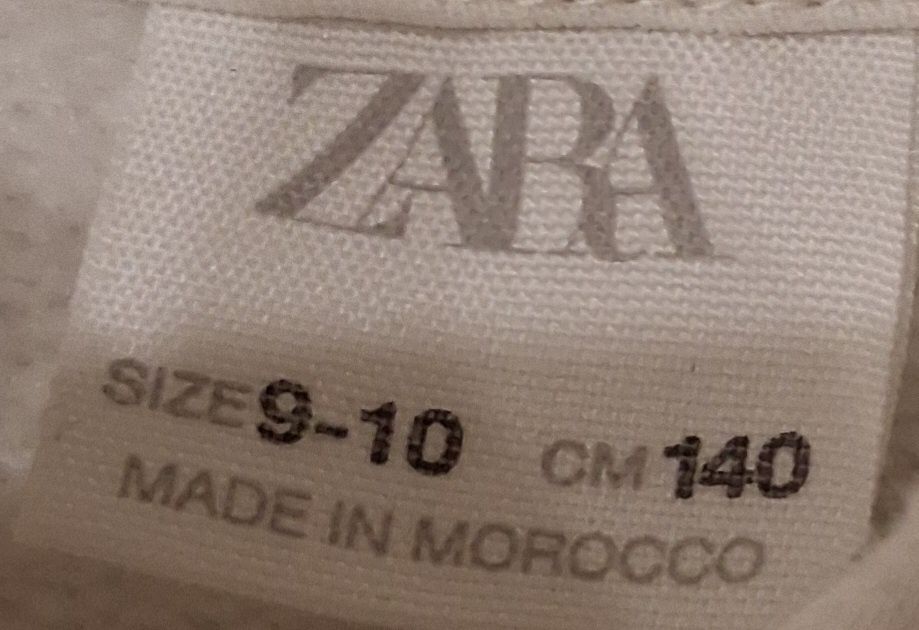 ZARA
SIZE 9-10 CM 140
MADE IN MOROCCO